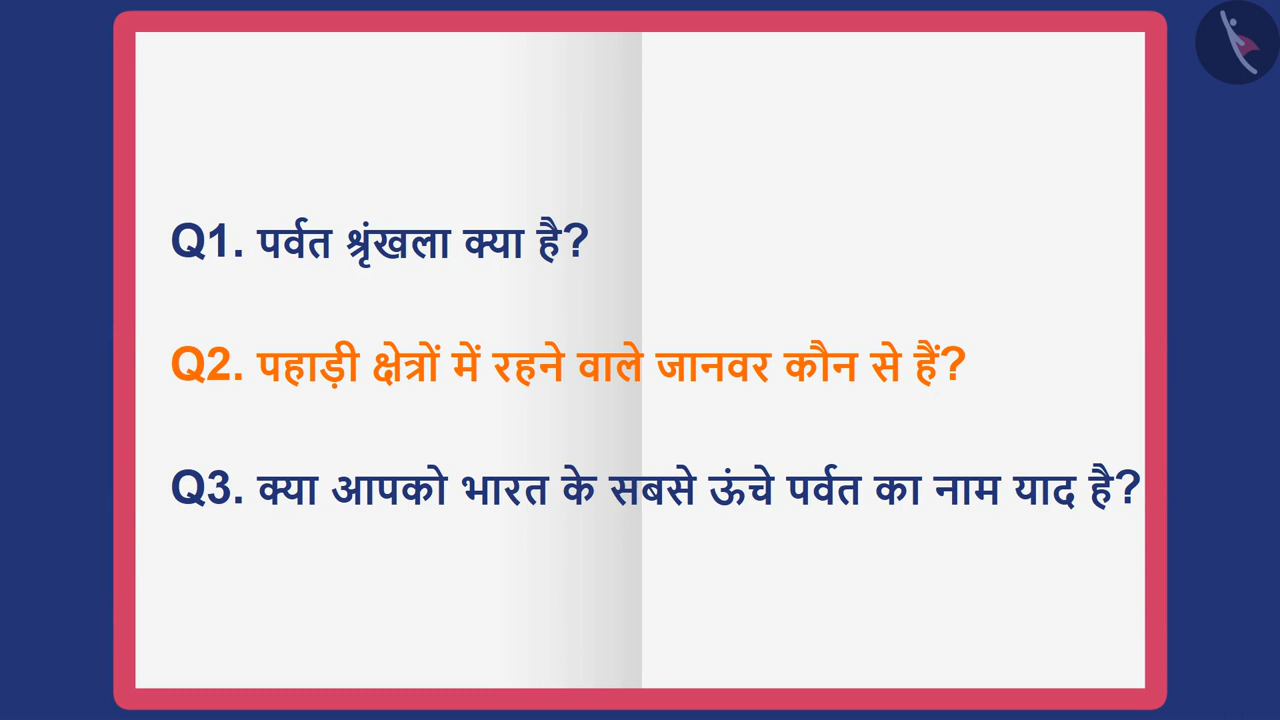 Q1. पर्वत श्रृंखला क्या है?
Q2. पहाड़ी क्षेत्रों में रहने वाले जानवर कौन से हैं?
Q3. क्या आपको भारत के सबसे ऊंचे पर्वत का नाम याद है?